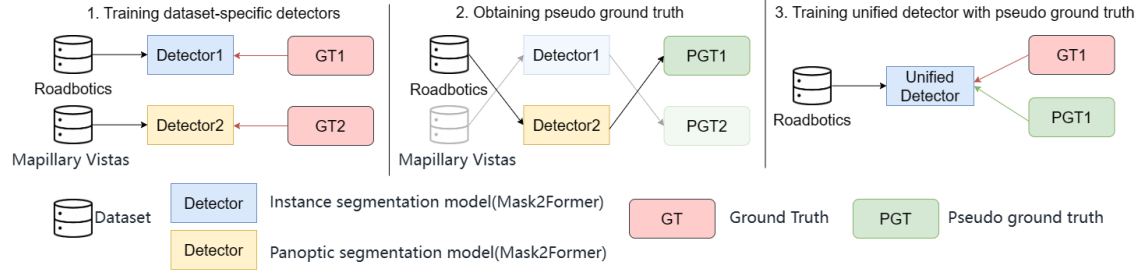 1. Training dataset-specific detectors
Roadbotics
Detector1
GT1
Mapillary Vistas
Detector2
GT2
2. Obtaining pseudo ground truth
Roadbotics
Detector1
PGT1
Mapillary Vistas
Detector2
PGT2
3. Training unified detector with pseudo ground truth
Roadbotics
Unified
Detector
GT1
PGT1
Dataset
Detector
Instance segmentation model(Mask2Former)
Detector
Panoptic segmentation model(Mask2Former)
GT
Ground Truth
PGT
Pseudo ground truth